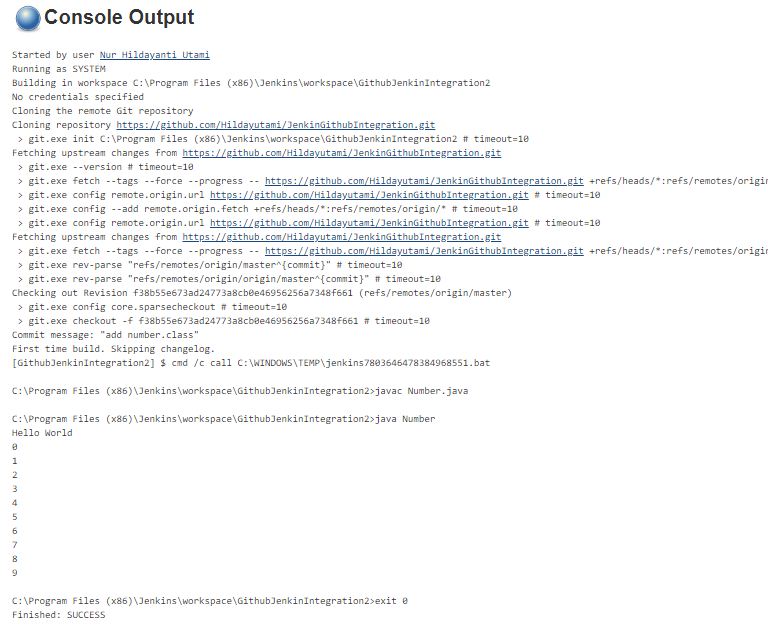 Console Output
Started by user Nur Hildayanti Utami
Running as SYSTEM
Building in workspace C:\Program Files (x86)\Jenkins\workspace\GithubJenkinIntegration2
No credentials specified
Cloning the remote Git repository
Cloning repository https://github.com/Hildayutami/JenkinGithubIntegration.git
> git.exe init C:\Program Files (x86)\Jenkins\workspace\GithubJenkinIntegration2 # timeout=10
Fetching upstream changes from https://github.com/Hildayutami/JenkinGithubIntegration.git
> git.exe --version # timeout=10
> git.exe fetch --tags --force --progress -- https://github.com/Hildayutami/JenkinGithubIntegration.git +refs/heads/*:refs/remotes/origin
> git.exe config remote.origin.url https://github.com/Hildayutami/JenkinGithubIntegration.git # timeout=10
> git.exe config --add remote.origin.fetch +refs/heads/*:refs/remotes/origin/* # timeout=10
> git.exe config remote.origin.url https://github.com/Hildayutami/JenkinGithubIntegration.git # timeout=10
Fetching upstream changes from https://github.com/Hildayutami/JenkinGithubIntegration.git
> git.exe fetch --tags --force --progress -- https://github.com/Hildayutami/JenkinGithubIntegration.git +refs/heads/*:refs/remotes/origin
> git.exe rev-parse "refs/remotes/origin/master^{commit}" # timeout=10
> git.exe rev-parse "refs/remotes/origin/origin/master^{commit}" # timeout=10
Checking out Revision f38b55e673ad24773a8cb0e46956256a7348f661 (refs/remotes/origin/master)
> git.exe config core.sparsecheckout # timeout=10
> git.exe checkout -f f38b55e673ad24773a8cb0e46956256a7348f661 # timeout=10
Commit message: "add number.class"
First time build. Skipping changelog.
[GithubJenkinIntegration2] $ cmd /c call C:\WINDOWS\TEMP\jenkins7803646478384968551.bat
C:\Program Files (x86)\Jenkins\workspace\GithubJenkinIntegration2>javac Number.java
C:\Program Files (x86)\Jenkins\workspace\GithubJenkinIntegration2>java Number
Hello World
0
1
2
3
4
5
6
7
8
9
C:\Program Files (x86)\Jenkins\workspace\GithubJenkinIntegration2>exit 0
Finished: SUCCESS